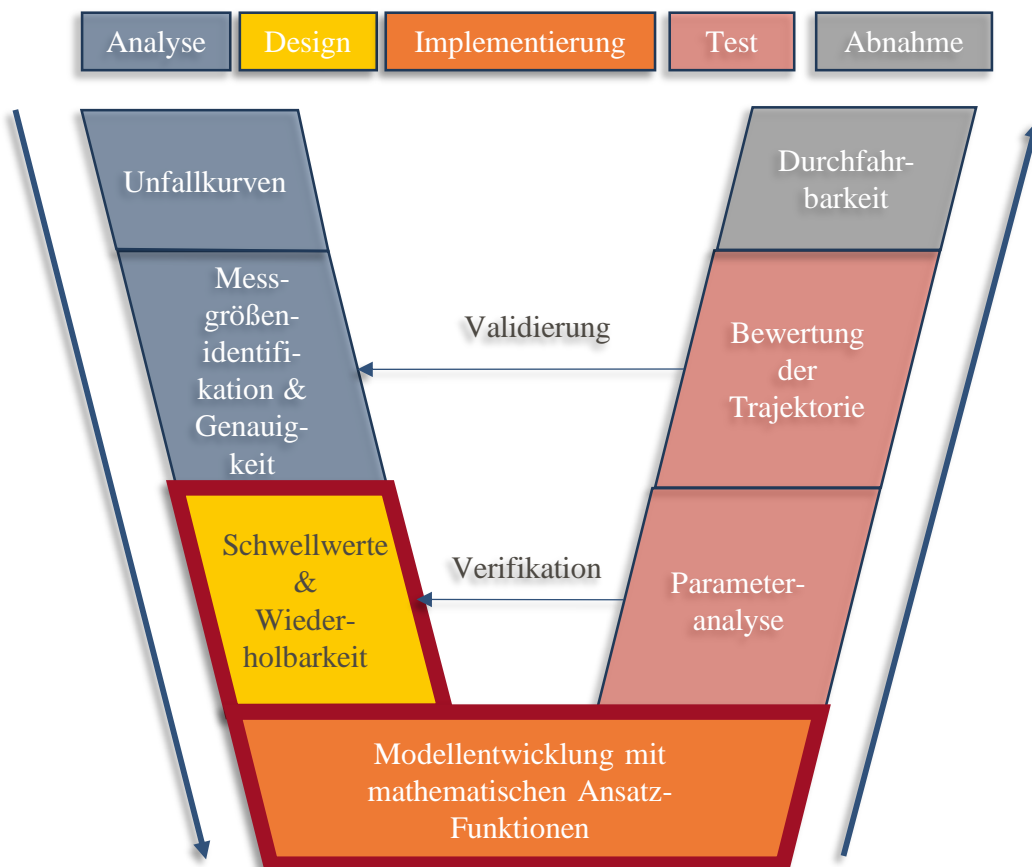 Analyse
Design
Implementierung
Test
Abnahme
Unfallkurven
Mess-
größen-
identifi-
kation &
Genauig-
keit
Schwellwerte
&
Wieder-
holbarkeit
Modellentwicklung mit
mathematischen Ansatz-
Funktionen
Validierung
Verifikation
Durchfahr-
barkeit
Bewertung
der
Trajektorie
Parameter-
analyse